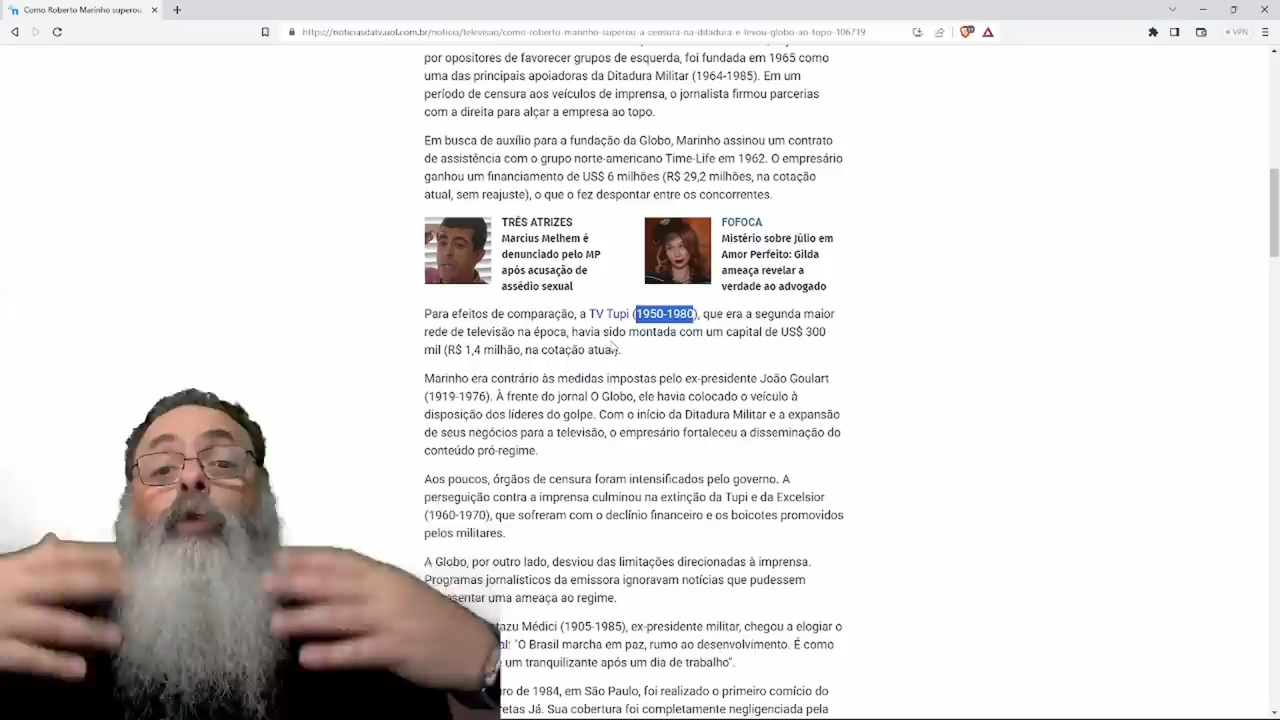 Como Roberto Marinho superou
https://noticiasdatv.uol.com.br/noticia/televisao/como-roberto-marinho-superou-a-censura-na-ditadura-e-levou-globo-ao-topo-106719
VPN
por opositores de favorecer grupos de esquerda, foi fundada em 1965 como
uma das principais apoiadoras da Ditadura Militar (1964-1985). Em um
período de censura aos veículos de imprensa, o jornalista firmou parcerias
com a direita para alçar a empresa ao topo.
Em busca de auxílio para a fundação da Globo, Marinho assinou um contrato
de assistência com o grupo norte-americano Time-Life em 1962. O empresário
ganhou um financiamento de US$ 6 milhões (R$ 29,2 milhões, na cotação
atual, sem reajuste), o que o fez despontar entre os concorrentes.
TRÊS ATRIZES
Marcius Melhem é
denunciado pelo MP
após acusação de
assédio sexual
FOFOCA
Mistério sobre Júlio em
Amor Perfeito: Gilda
ameaça revelar a
verdade ao advogado
Para efeitos de comparação, a TV Tupi (1950-1980), que era a segunda maior
rede de televisão na época, havia sido montada com um capital de US$ 300
mil (R$ 1,4 milhão, na cotação atual).
Marinho era contrário às medidas impostas pelo ex-presidente João Goulart
(1919-1976). À frente do jornal O Globo, ele havia colocado o veículo à
disposição dos líderes do golpe. Com o início da Ditadura Militar e a expansão
de seus negócios para a televisão, o empresário fortaleceu a disseminação do
conteúdo pró-regime.
Aos poucos, órgãos de censura foram intensificados pelo governo. A
perseguição contra a imprensa culminou na extinção da Tupi e da Excelsior
(1960-1970), que sofreram com o declínio financeiro e os boicotes promovidos
pelos militares.
A Globo, por outro lado, desviou das limitações direcionadas à imprensa.
Programas jornalísticos da emissora ignoravam notícias que pudessem
sentar uma ameaça ao regime.
tazu Médici (1905-1985), ex-presidente militar, chegou a elogiar o
al: "O Brasil marcha em paz, rumo ao desenvolvimento. É como
e um tranquilizante após um dia de trabalho".
ro de 1984, em São Paulo, foi realizado o primeiro comício do
retas Já. Sua cobertura foi completamente negligenciada pela